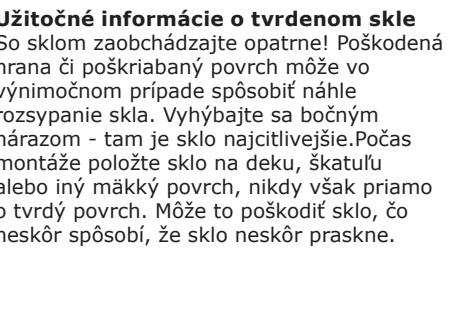 Užitočné informácie o tvrdenom skle
So sklom zaobchádzajte opatrne! Poškodená
hrana či poškriabaný povrch môže vo
výnimočnom prípade spôsobiť náhle
rozsypanie skla. Vyhýbajte sa bočným
nárazom - tam je sklo najcitlivejšie.Počas
montáže položte sklo na deku, škatuľu
alebo iný mäkký povrch, nikdy však priamo
o tvrdý povrch. Môže to poškodiť sklo, čo
neskôr spôsobí, že sklo neskôr praskne.